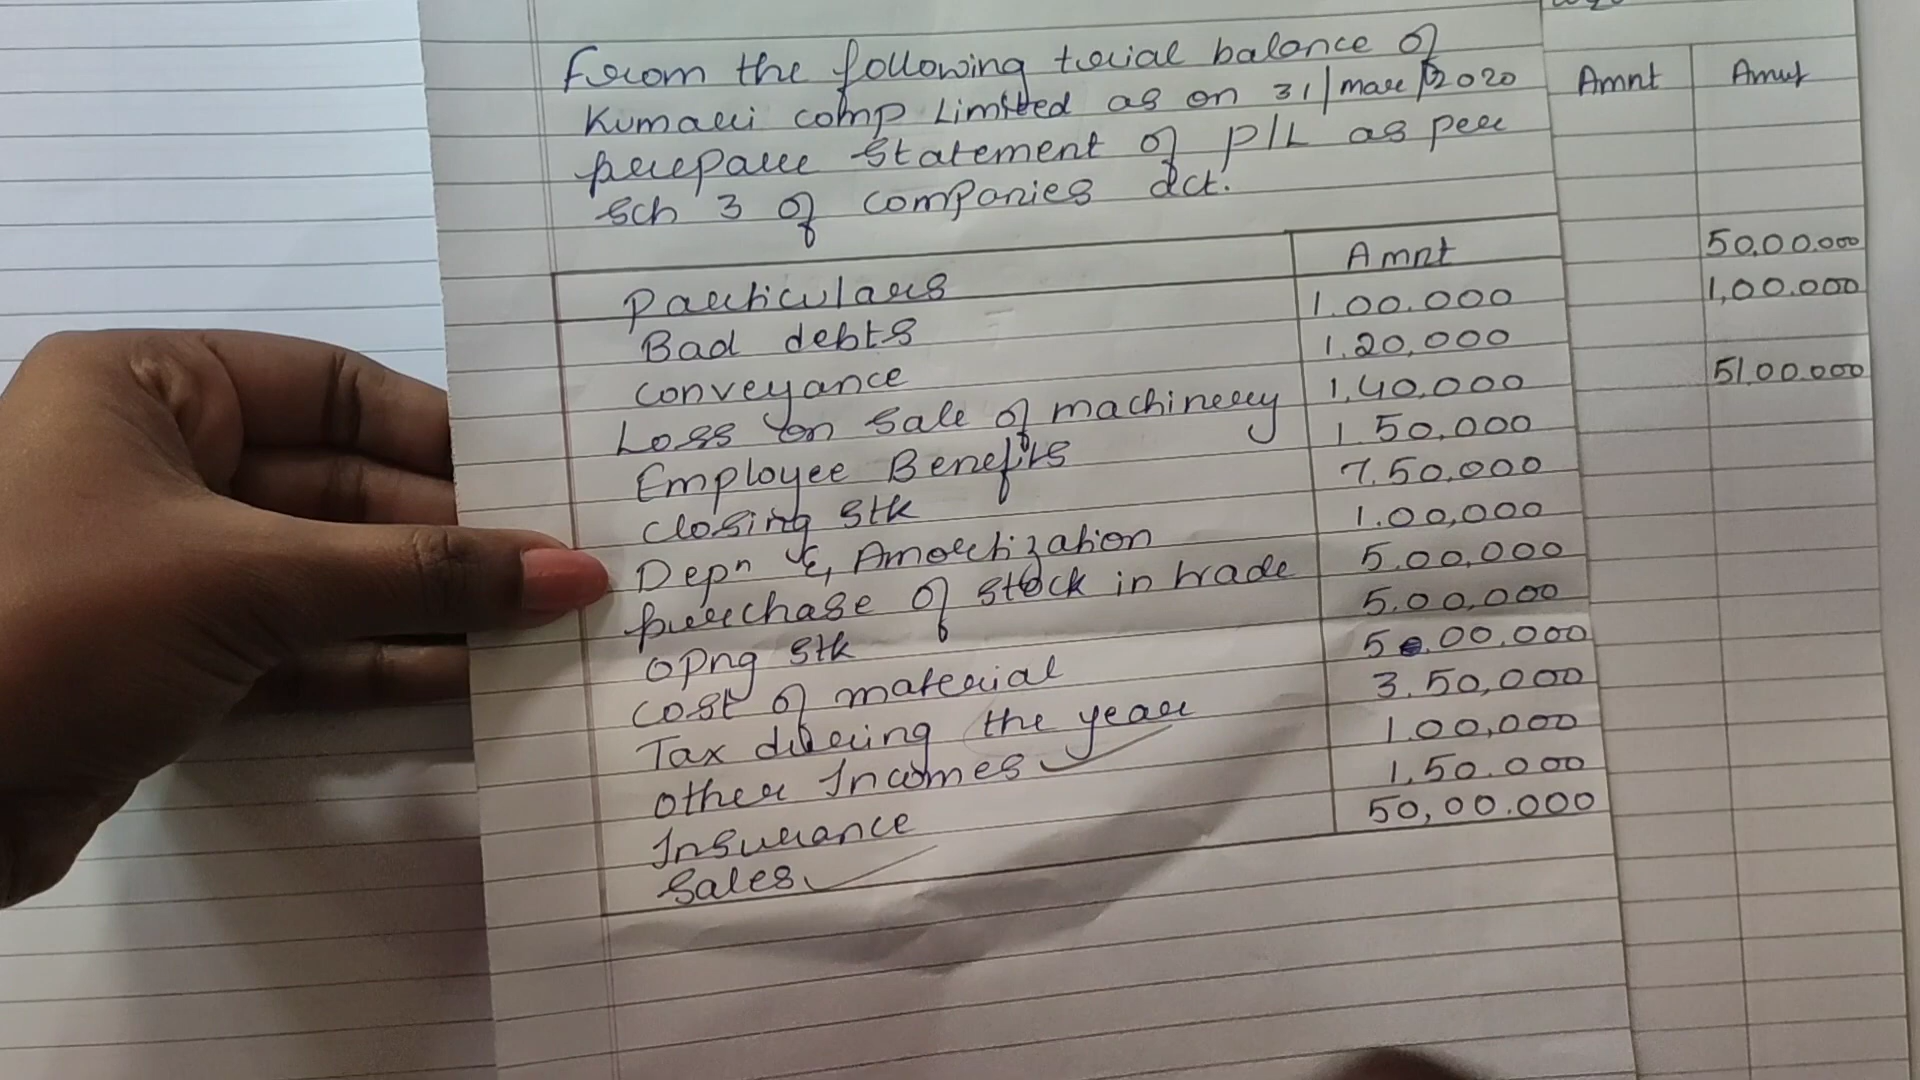 From the following trial balance of
Kumari comp Limited as on 31/mar/2020
prepare statement of P/L as per
Sch 3 of companies Act.
Particulars Amnt
Bad debts 1.00.000
conveyance 1.20,000
Loss on sale of machinery 1,40,000
Employee Benefits 1.50,000
closing stk 7.50,000
Depn & Amortization 1.00,000
purchase of stock in trade 5.00,000
opng stk 5.00,000
cost of material 5.00.000
Tax during the year 3.50,000
other Incomes 1.00,000
Insurance 1,50.000
Sales 50,00.000
Amnt Amnt
50,00.000
1,00.000
51.00.000